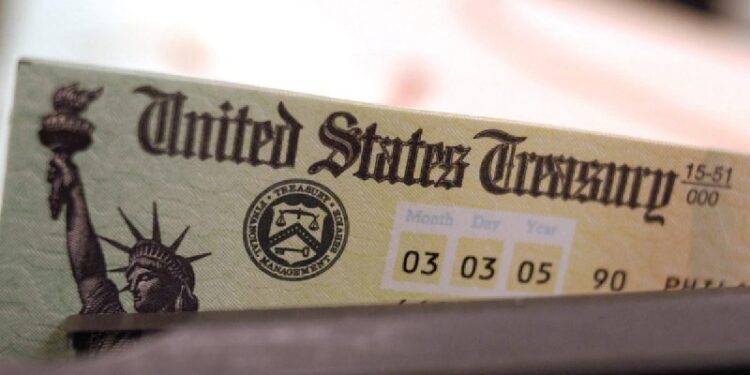 United States Treasury 15-51
000
TREASURY
FINANCIAL MANAGEMENT SERVICE
Month Day Year
03 03 05 90